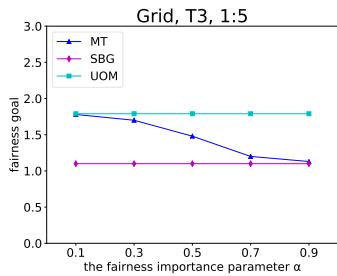 Grid, T3, 1:5
MT
SBG
UOM
3.0
2.5
2.0
1.5
1.0
0.5
0.0
fairness goal
0.1 0.3 0.5 0.7 0.9
the fairness importance parameter α